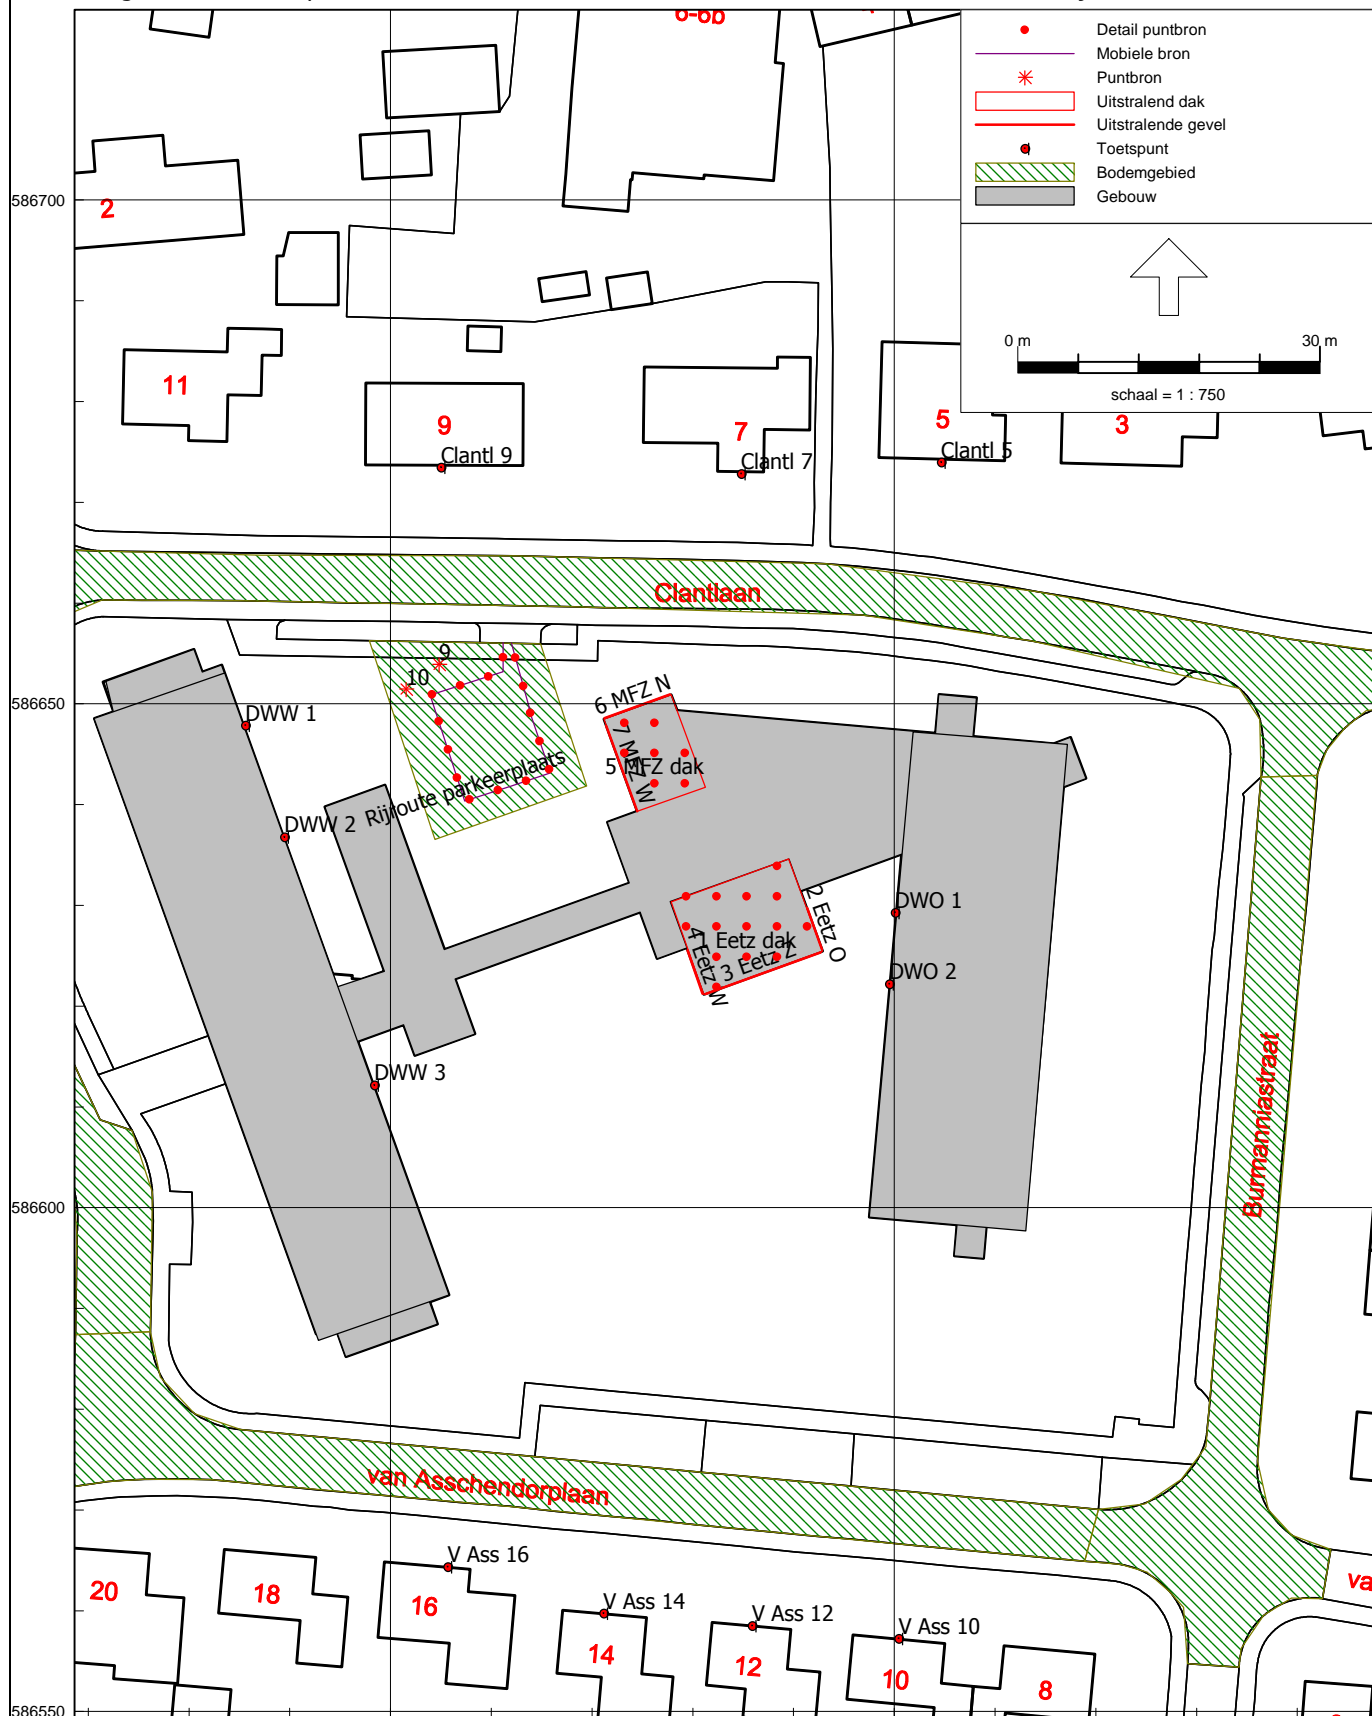 6-6b
Detail puntbron
Mobiele bron
Puntbron
Uitstralend dak
Uitstralende gevel
Toetspunt
Bodemgebied
Gebouw
0 m
30 m
schaal = 1 : 750
586700
2
11
9
Clantl 9
7
Clantl 7
5
Clantl 5
3
Clantlaan
9
10
586650
DWW 1
6 MFZ N
7 MFZ W
5 MFZ dak
Rijroute parkeerplaats
DWW 2
2 Eetz O
DWO 1
1 Eetz dak
4 Eetz W
3 Eetz Z
DWO 2
DWW 3
Burmanniastraat
586600
van Asschendorplaan
V Ass 16
20
18
16
V Ass 14
V Ass 12
V Ass 10
14
12
10
8
va
586550